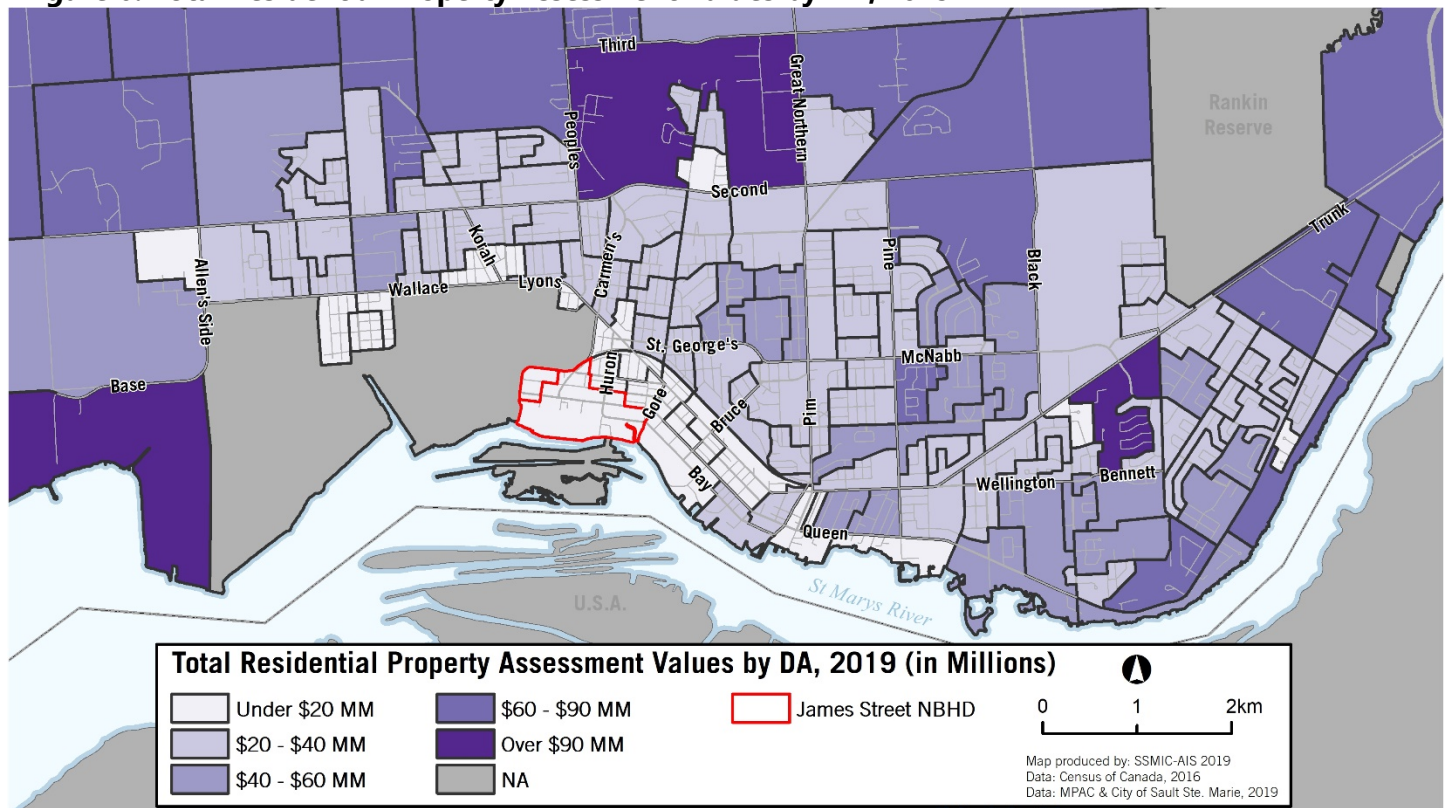 Third
Great Northern
Peoples
Rankin
Reserve
Second
Trunk
Korah
Carmen's
Pine
Black
Allen's Side
Wallace
Lyons
St. George's
McNabb
Base
Huron
Gore
Bruce
Pim
Bay
Wellington
Bennett
Queen
St Marys River
U.S.A.
Total Residential Property Assessment Values by DA, 2019 (in Millions)
Under $20 MM
$20 - $40 MM
$40 - $60 MM
$60 - $90 MM
Over $90 MM
NA
James Street NBHD
0 1 2km
Map produced by: SSMIC-AIS 2019
Data: Census of Canada, 2016
Data: MPAC & City of Sault Ste. Marie, 2019